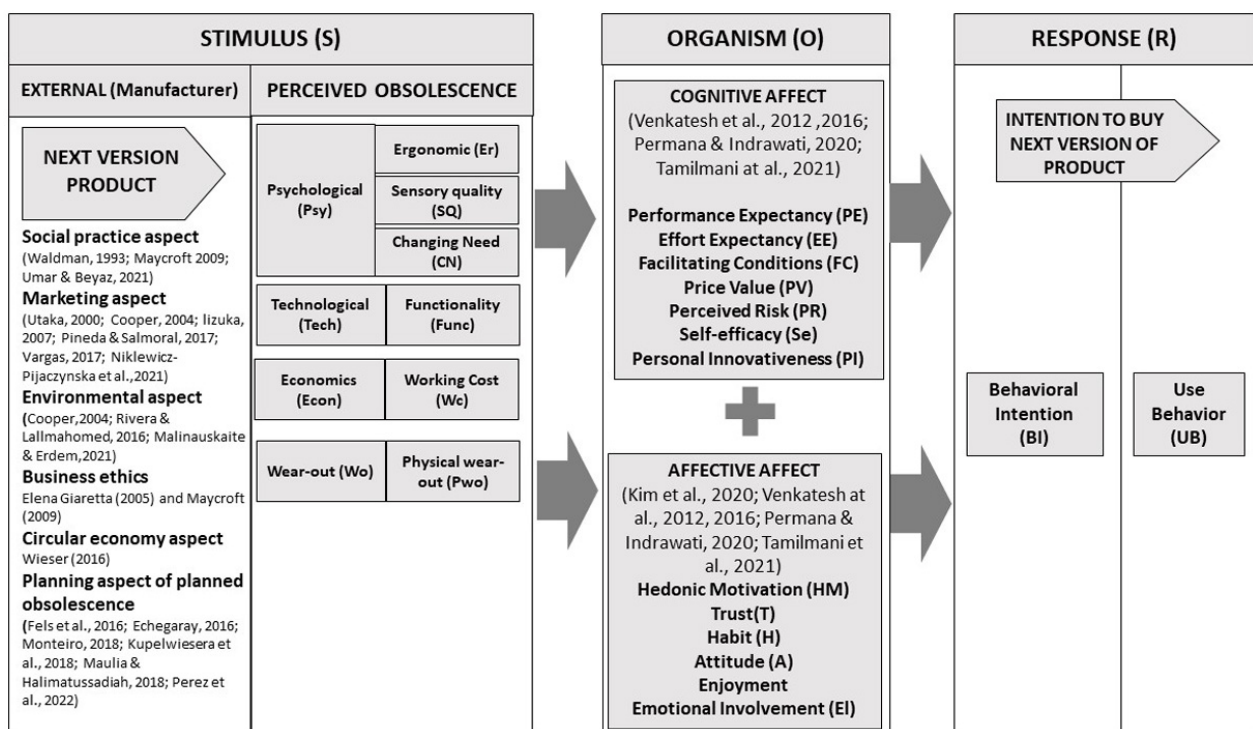 STIMULUS (S)
EXTERNAL (Manufacturer)
NEXT VERSION
PRODUCT
Social practice aspect
(Waldman, 1993; Maycroft 2009;
Umar & Beyaz, 2021)
Marketing aspect
(Utaka, 2000; Cooper, 2004; lizuka,
2007; Pineda & Salmoral, 2017;
Vargas, 2017; Niklewicz-
Pijaczynska et al.,2021)
Environmental aspect
(Cooper,2004; Rivera &
Lallmahomed, 2016; Malinauskaite
& Erdem,2021)
Business ethics
Elena Giaretta (2005) and Maycroft
(2009)
Circular economy aspect
Wieser (2016)
Planning aspect of planned
obsolescence
(Fels et al., 2016; Echegaray, 2016;
Monteiro, 2018; Kupelwiesera et
al., 2018; Maulia &
Halimatussadiah, 2018; Perez et
al., 2022)
PERCEIVED OBSOLESCENCE
Psychological
(Psy)
Ergonomic (Er)
Sensory quality
(SQ)
Changing Need
(CN)
Technological
(Tech)
Functionality
(Func)
Economics
(Econ)
Working Cost
(Wc)
Wear-out (Wo)
Physical wear-
out (Pwo)
ORGANISM (O)
COGNITIVE AFFECT
(Venkatesh et al., 2012 ,2016;
Permana & Indrawati, 2020;
Tamilmani at al., 2021)
Performance Expectancy (PE)
Effort Expectancy (EE)
Facilitating Conditions (FC)
Price Value (PV)
Perceived Risk (PR)
Self-efficacy (Se)
Personal Innovativeness (PI)
AFFECTIVE AFFECT
(Kim et al., 2020; Venkatesh at
al., 2012, 2016; Permana &
Indrawati, 2020; Tamilmani et
al., 2021)
Hedonic Motivation (HM)
Trust(T)
Habit (H)
Attitude (A)
Enjoyment
Emotional Involvement (El)
RESPONSE (R)
INTENTION TO BUY
NEXT VERSION OF
PRODUCT
Behavioral
Intention
(BI)
Use
Behavior
(UB)